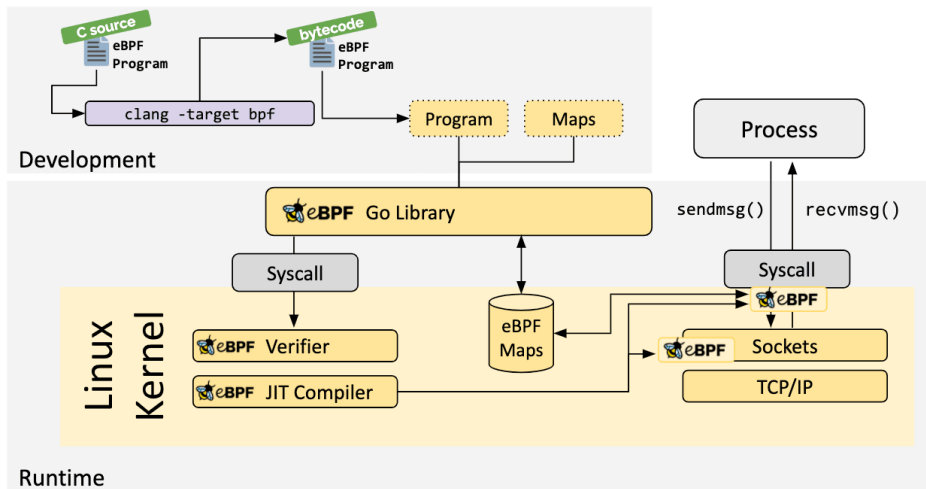 C source
eBPF
Program
bytecode
eBPF
Program
clang -target bpf
Program
Maps
Development
Process
eBPF Go Library
sendmsg()
recvmsg()
Syscall
Syscall
eBPF
Linux
Kernel
eBPF
Maps
eBPF Verifier
eBPF
Sockets
eBPF JIT Compiler
TCP/IP
Runtime